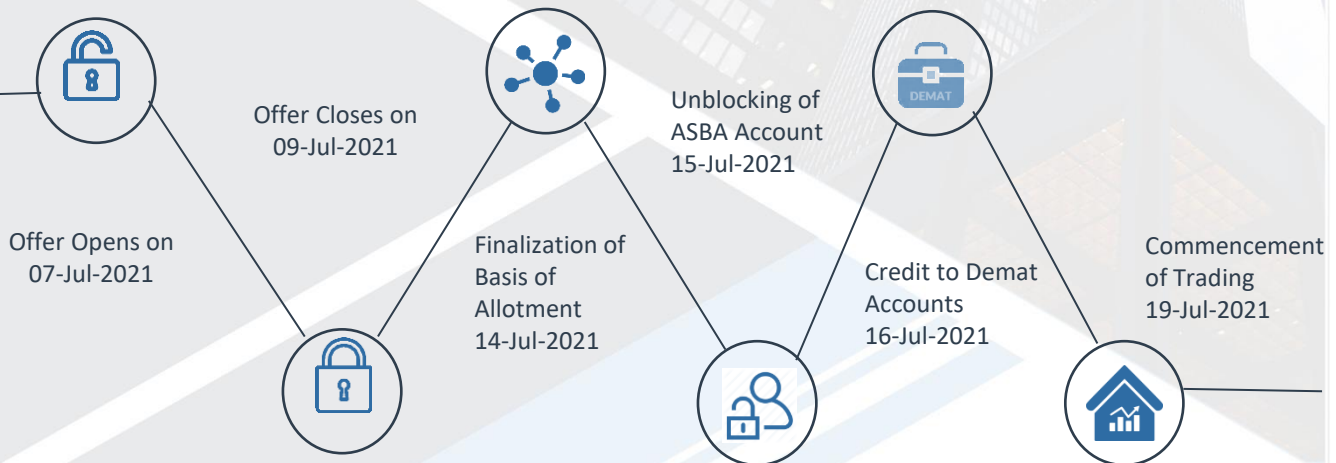 Offer Opens on
07-Jul-2021
Offer Closes on
09-Jul-2021
Finalization of
Basis of
Allotment
14-Jul-2021
Unblocking of
ASBA Account
15-Jul-2021
DEMAT
Credit to Demat
Accounts
16-Jul-2021
Commencement
of Trading
19-Jul-2021